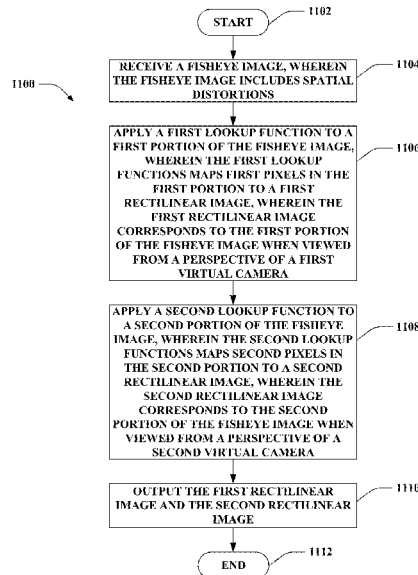 START
1102
1100
RECEIVE A FISHEYE IMAGE, WHEREIN
THE FISHEYE IMAGE INCLUDES SPATIAL
DISTORTIONS
1104
APPLY A FIRST LOOKUP FUNCTION TO A
FIRST PORTION OF THE FISHEYE IMAGE,
WHEREIN THE FIRST LOOKUP
FUNCTIONS MAPS FIRST PIXELS IN THE
FIRST PORTION TO A FIRST
RECTILINEAR IMAGE, WHEREIN THE
FIRST RECTILINEAR IMAGE
CORRESPONDS TO THE FIRST PORTION
OF THE FISHEYE IMAGE WHEN VIEWED
FROM A PERSPECTIVE OF A FIRST
VIRTUAL CAMERA
1106
APPLY A SECOND LOOKUP FUNCTION TO
A SECOND PORTION OF THE FISHEYE
IMAGE, WHEREIN THE SECOND LOOKUP
FUNCTIONS MAPS SECOND PIXELS IN
THE SECOND PORTION TO A SECOND
RECTILINEAR IMAGE, WHEREIN THE
SECOND RECTILINEAR IMAGE
CORRESPONDS TO THE SECOND
PORTION OF THE FISHEYE IMAGE WHEN
VIEWED FROM A PERSPECTIVE OF A
SECOND VIRTUAL CAMERA
1108
OUTPUT THE FIRST RECTILINEAR
IMAGE AND THE SECOND RECTILINEAR
IMAGE
1110
END
1112